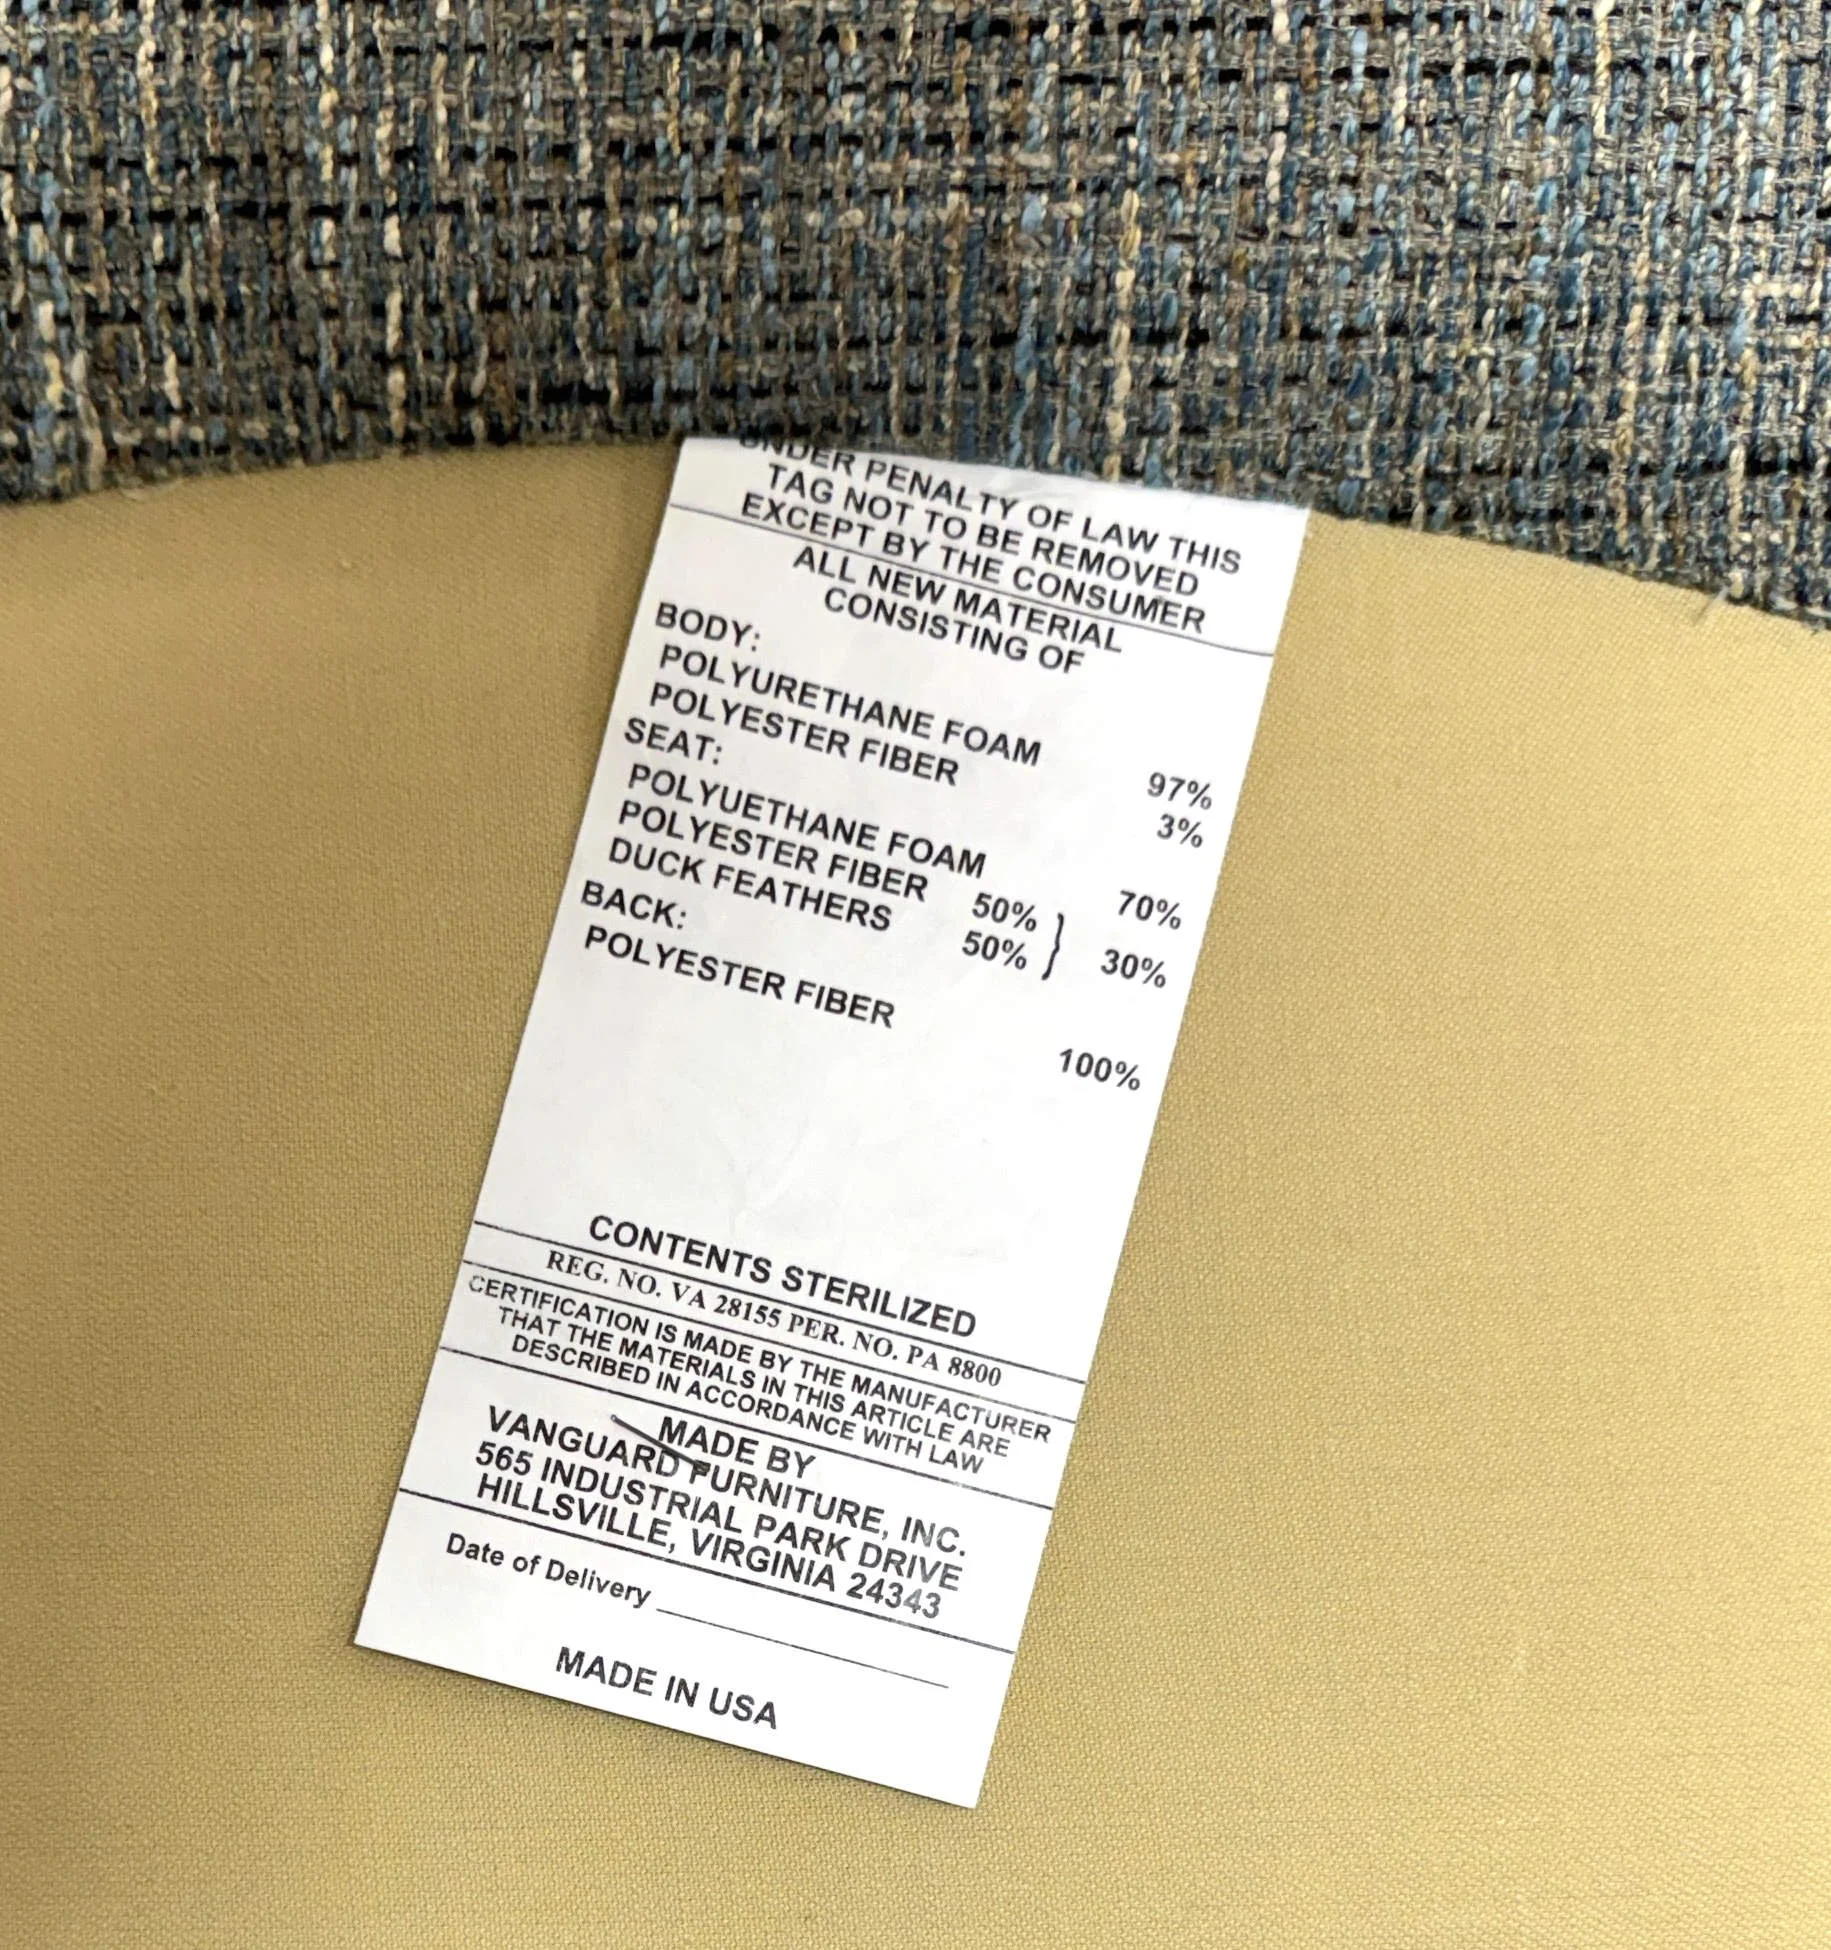 UNDER PENALTY OF LAW THIS
TAG NOT TO BE REMOVED
EXCEPT BY THE CONSUMER
ALL NEW MATERIAL
CONSISTING OF
BODY:
POLYURETHANE FOAM 97%
POLYESTER FIBER 3%
SEAT:
POLYUETHANE FOAM 70%
POLYESTER FIBER 50% } 30%
DUCK FEATHERS 50%
BACK:
POLYESTER FIBER 100%
CONTENTS STERILIZED
REG. NO. VA 28155 PER. NO. PA 8800
CERTIFICATION IS MADE BY THE MANUFACTURER
THAT THE MATERIALS IN THIS ARTICLE ARE
DESCRIBED IN ACCORDANCE WITH LAW
MADE BY
VANGUARD FURNITURE, INC.
565 INDUSTRIAL PARK DRIVE
HILLSVILLE, VIRGINIA 24343
Date of Delivery
MADE IN USA